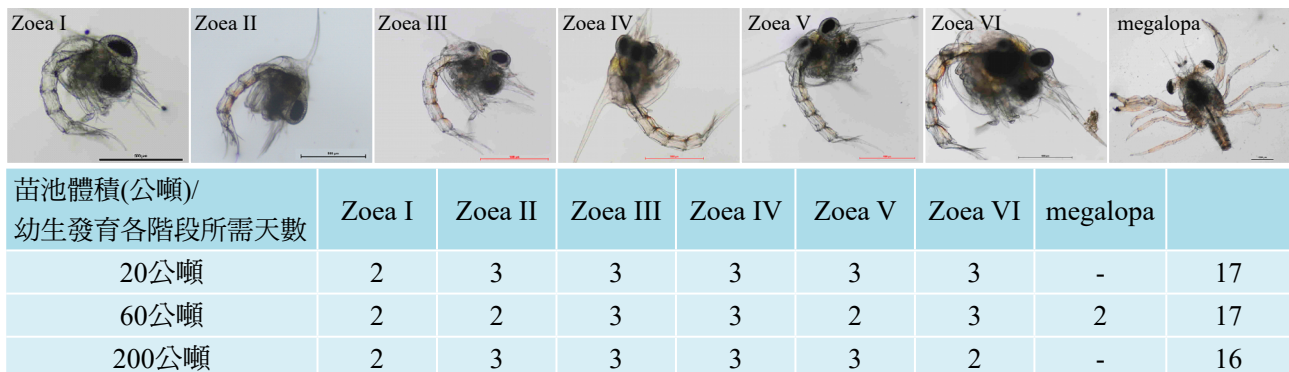 Zoea I
Zoea II
Zoea III
Zoea IV
Zoea V
Zoea VI
megalopa
苗池體積(公噸)/
幼生發育各階段所需天數
Zoea I Zoea II Zoea III Zoea IV Zoea V Zoea VI megalopa
20公噸 2 3 3 3 3 3 - 17
60公噸 2 2 3 3 2 3 2 17
200公噸 2 3 3 3 3 2 - 16